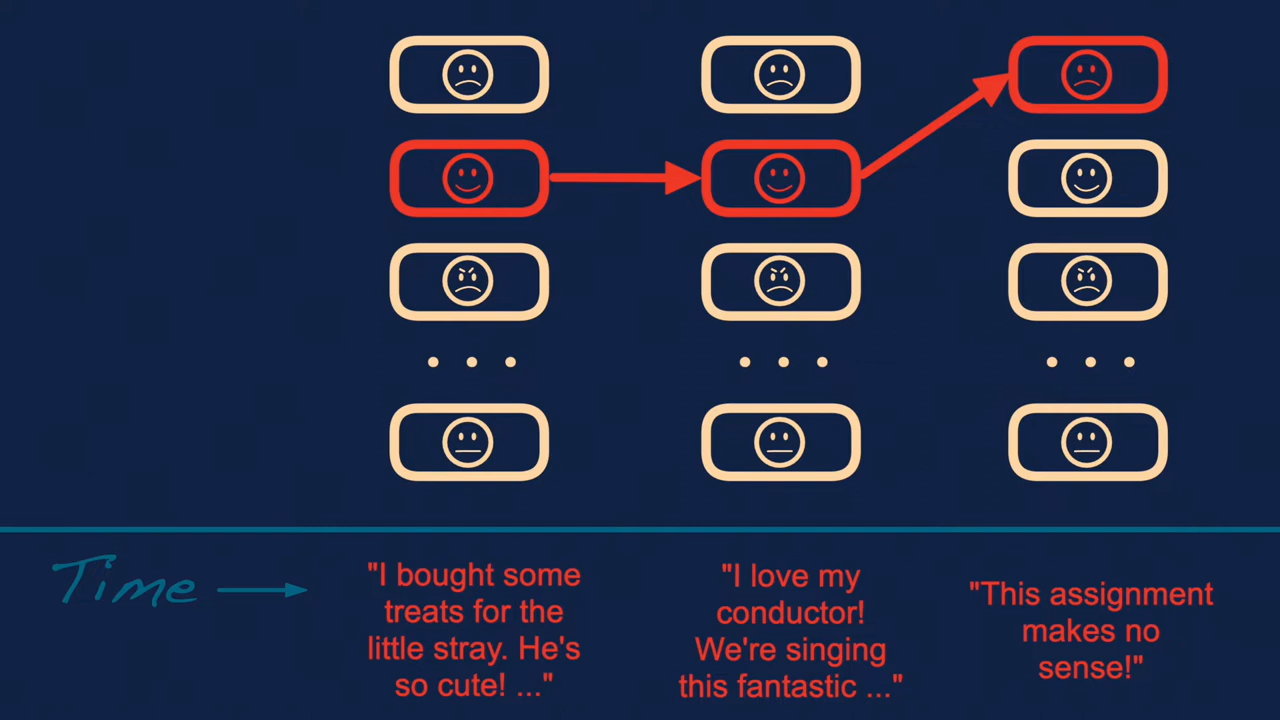 Time
"I bought some
treats for the
little stray. He's
so cute! ..."
"I love my
conductor!
We're singing
this fantastic ..."
"This assignment
makes no
sense!"